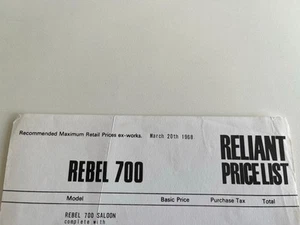 Recommended Maximum Retail Prices ex-works. March 20th 1968
RELIANT
PRICE LIST
REBEL 700
Model Basic Price Purchase Tax Total
REBEL 700 SALOON
complete with